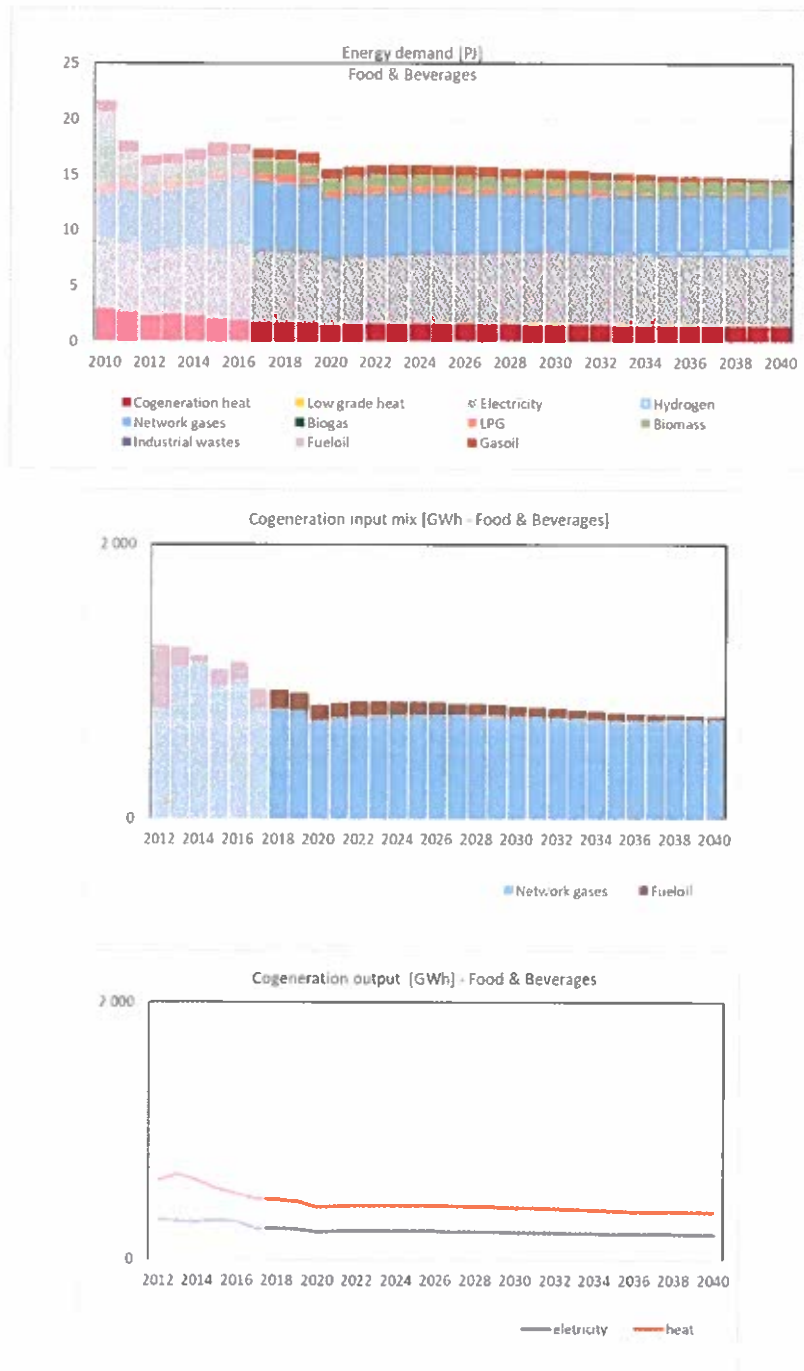 Energy demand [PJ]
Food & Beverages
25
20
15
10
5
0
2010 2012 2014 2016 2018 2020 2022 2024 2026 2028 2030 2032 2034 2036 2038 2040
Cogeneration heat Low grade heat Electricity Hydrogen
Network gases Biogas LPG Biomass
Industrial wastes Fueloil Gasoil
Cogeneration input mix [GWh - Food & Beverages]
2 000
0
2012 2014 2016 2018 2020 2022 2024 2026 2028 2030 2032 2034 2036 2038 2040
Network gases Fueloil
Cogeneration output [GWh] - Food & Beverages
2 000
0
2012 2014 2016 2018 2020 2022 2024 2026 2028 2030 2032 2034 2036 2038 2040
eletricity heat